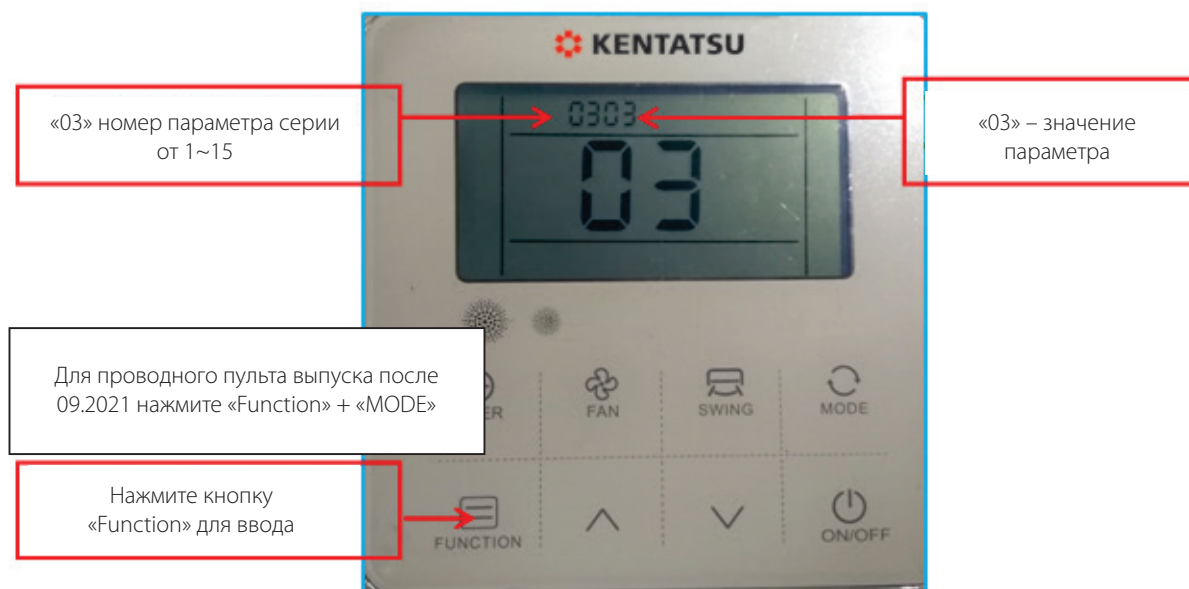 KENTATSU
«03» номер параметра серии
от 1~15
0303
«03» – значение
параметра
03
Для проводного пульта выпуска после
09.2021 нажмите «Function» + «MODE»
FAN
SWING
MODE
Нажмите кнопку
«Function» для ввода
FUNCTION
ON/OFF